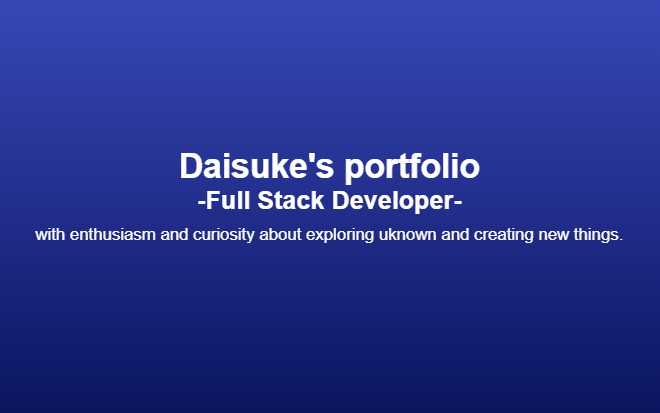 Daisuke's portfolio
-Full Stack Developer-
with enthusiasm and curiosity about exploring uknown and creating new things.